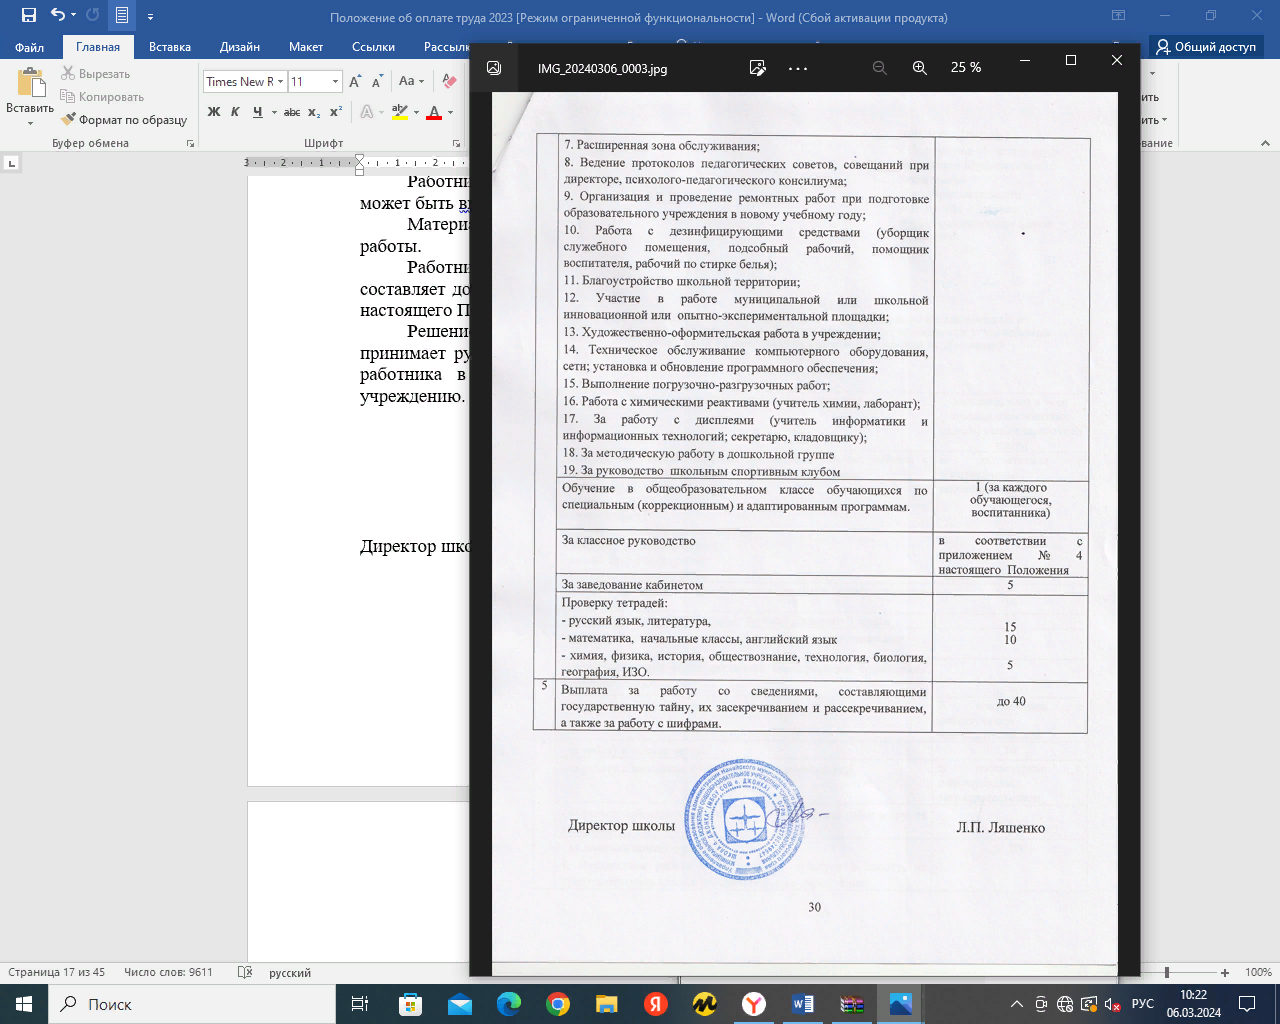 Положение об оплате труда 2023 [Режим ограниченной функциональности] - Word (Сбой активации продукта)
Файл Главная Вставка Дизайн Макет Ссылки Рассылк
Общий доступ
Вставить
Вырезать
Копировать
Формат по образцу
Буфер обмена
Times New R 11
Ж К Ч abc x₂ x²
Шрифт
3 2 1 1 2
Работни
может быть в
Материа
работы.
Работни
составляет до
настоящего П
Решени
принимает ру
работника в
учреждению.
Директор шко
IMG_20240306_0003.jpg
25 %
7. Расширенная зона обслуживания;
8. Ведение протоколов педагогических советов, совещаний при
директоре, психолого-педагогического консилиума;
9. Организация и проведение ремонтных работ при подготовке
образовательного учреждения в новому учебному году;
10. Работа с дезинфицирующими средствами (уборщик
служебного помещения, подсобный рабочий, помощник
воспитателя, рабочий по стирке белья);
11. Благоустройство школьной территории;
12. Участие в работе муниципальной или школьной
инновационной или опытно-экспериментальной площадки;
13. Художественно-оформительская работа в учреждении;
14. Техническое обслуживание компьютерного оборудования,
сети; установка и обновление программного обеспечения;
15. Выполнение погрузочно-разгрузочных работ;
16. Работа с химическими реактивами (учитель химии, лаборант);
17. За работу с дисплеями (учитель информатики и
информационных технологий; секретарю, кладовщику);
18. За методическую работу в дошкольной группе
19. За руководство школьным спортивным клубом
Обучение в общеобразовательном классе обучающихся по
специальным (коррекционным) и адаптированным программам.
1 (за каждого
обучающегося,
воспитанника)
За классное руководство
в соответствии с
приложением № 4
настоящего Положения
За заведование кабинетом 5
Проверку тетрадей:
- русский язык, литература, 15
- математика, начальные классы, английский язык 10
- химия, физика, история, обществознание, технология, биология,
география, ИЗО. 5
5 Выплата за работу со сведениями, составляющими
государственную тайну, их засекречиванием и рассекречиванием,
а также за работу с шифрами.
до 40
Директор школы
Л.П. Ляшенко
30
Страница 17 из 45 Число слов: 9611 русский 100%
Поиск
РУС
10:22
06.03.2024